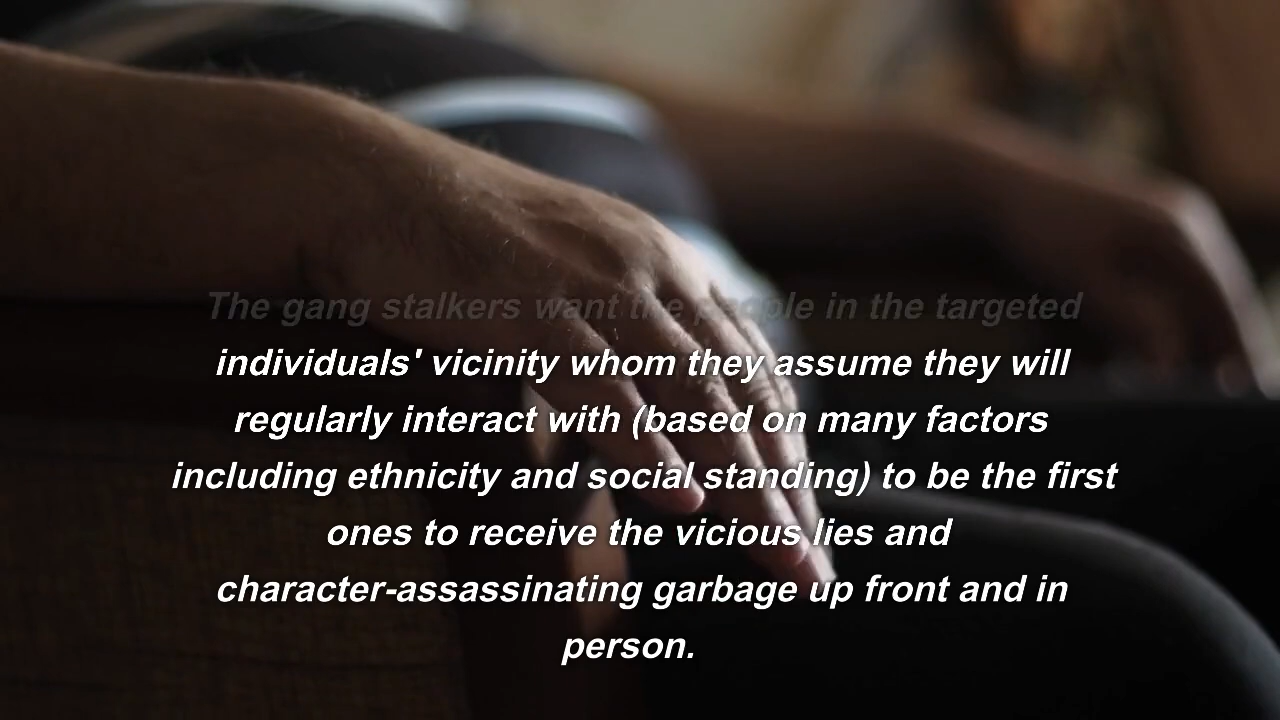 The gang stalkers want the people in the targeted
individuals' vicinity whom they assume they will
regularly interact with (based on many factors
including ethnicity and social standing) to be the first
ones to receive the vicious lies and
character-assassinating garbage up front and in
person.